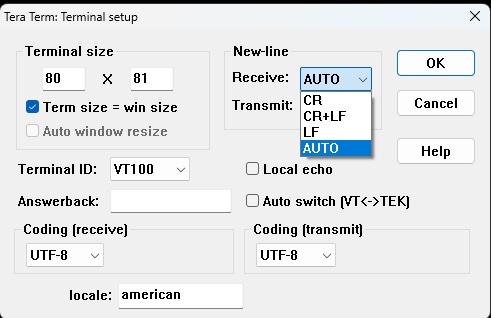 Tera Term: Terminal setup
Terminal size
80 X 81
Term size = win size
Auto window resize
New-line
Receive: AUTO
CR
CR+LF
LF
AUTO
Transmit:
OK
Cancel
Help
Terminal ID: VT100
Local echo
Answerback:
Auto switch (VT<->TEK)
Coding (receive)
UTF-8
Coding (transmit)
UTF-8
locale: american